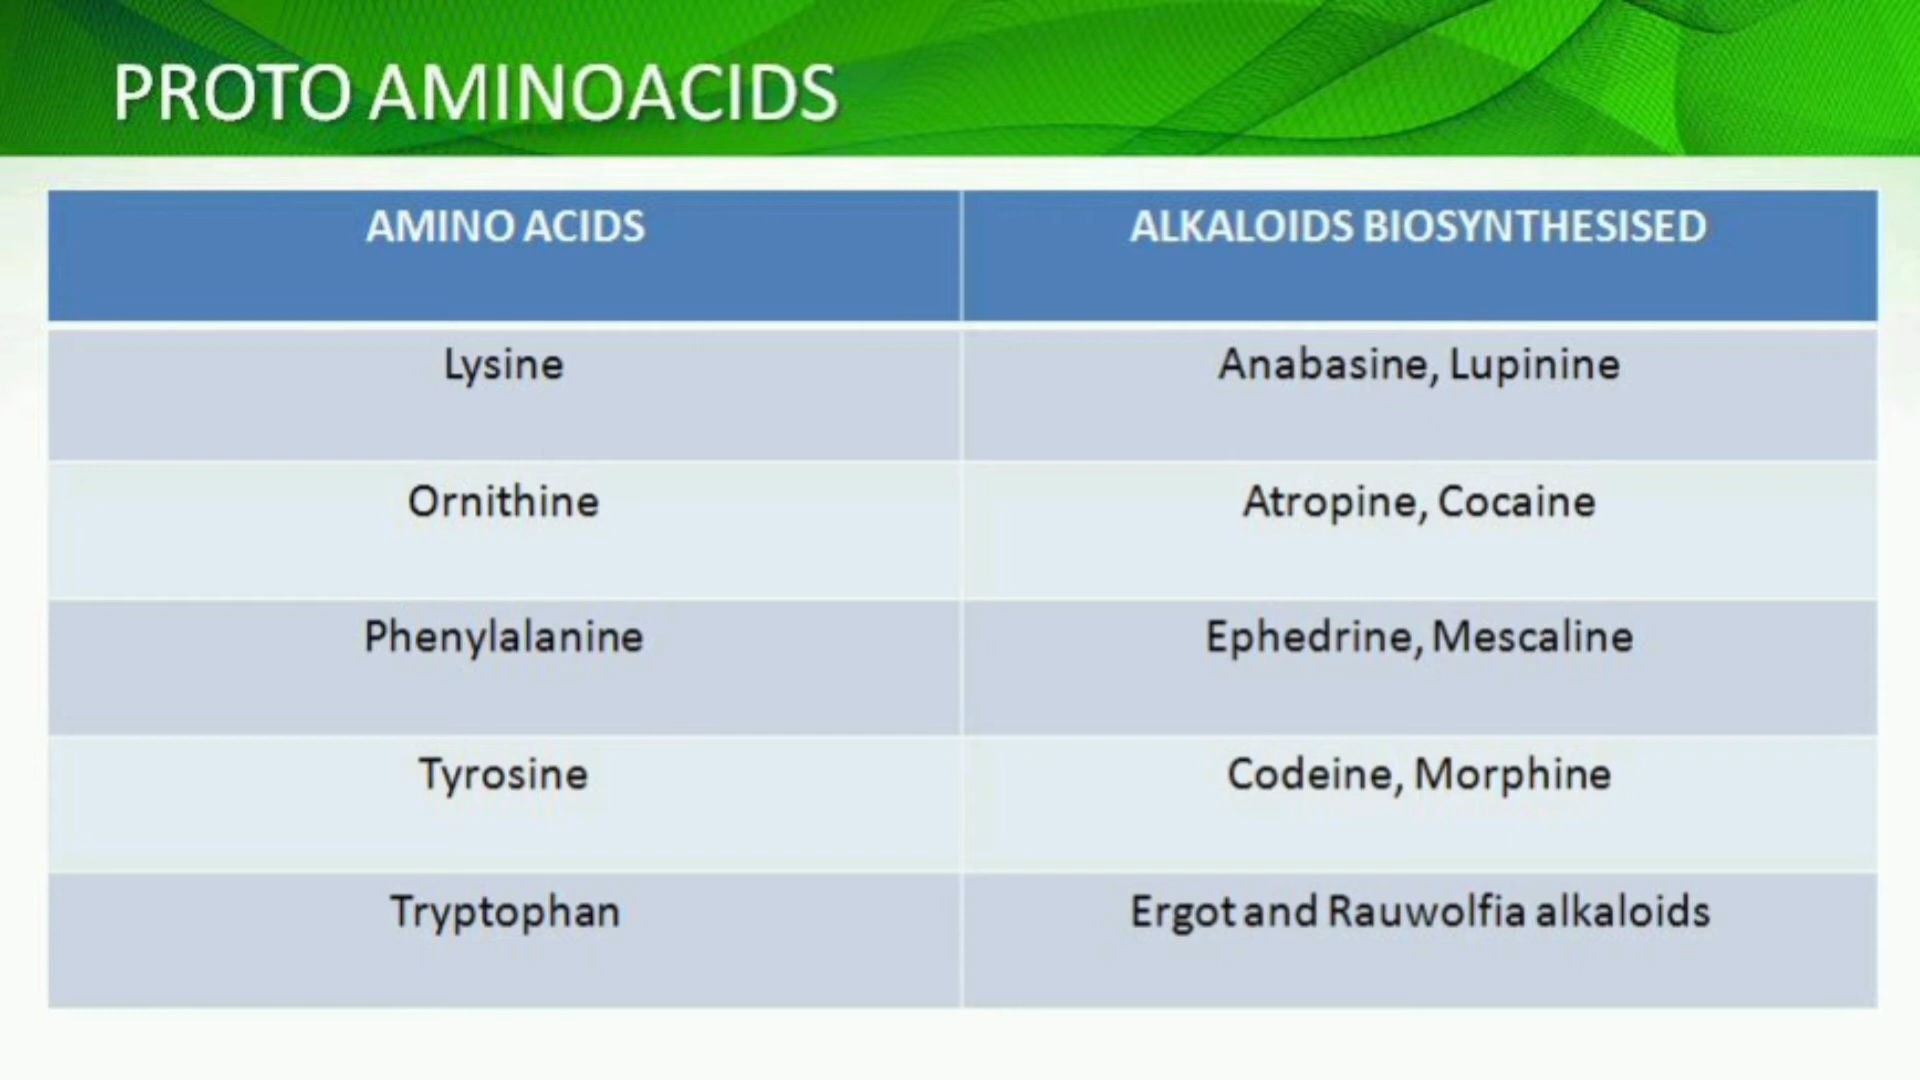 PROTO AMINOACIDS
AMINO ACIDS
ALKALOIDS BIOSYNTHESISED
Lysine
Anabasine, Lupinine
Ornithine
Atropine, Cocaine
Phenylalanine
Ephedrine, Mescaline
Tyrosine
Codeine, Morphine
Tryptophan
Ergot and Rauwolfia alkaloids